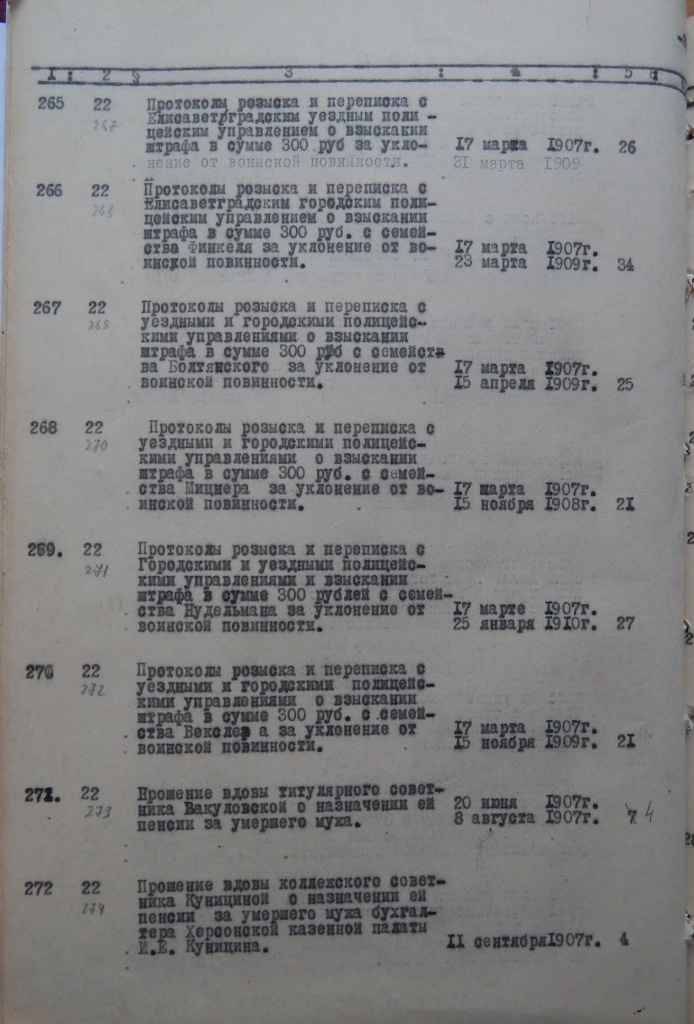 1 : 2 § 3 : 4 : 5
265 22 Протоколы розыска и переписка с
267 Елисаветградским уездным поли -
цейским управлением о взыскании
штрафа в сумме 300 руб за укло- 17 марта 1907г. 26
нение от воинской повинности. 31 марта 1909
266 22 Протоколы розыска и переписка с
268 Елисаветградским городским поли-
цейским управлением о взыскании
штрафа в сумме 300 руб. с семей-
ства Финкеля за уклонение от во- 17 марта 1907г.
инской повинности. 23 марта 1909г. 34
267 22 Протоколы розыска и переписка с
269 уездными и городскими полицейс-
кими управлениями о взыскании
штрафа в сумме 300 руб с семейст
ва Болтянского за уклонение от 17 марта 1907г.
воинской повинности. 15 апреля 1909г. 25
268 22 Протоколы розыска и переписка с
270 уездными и городскими полицейс-
кими управлениями о взыскании
штрафа в сумме 300 руб. с семей-
ства Мицнера за уклонение от во- 17 марта 1907г.
инской повинности. 15 ноября 1908г. 21
269. 22 Протоколы розыска и переписка с
271 Городскими и уездными полицейс-
кими управлениями и взыскании
штрафа в сумме 300 рублей с семей-
ства Нудельмана за уклонение от 17 марте 1907г.
воинской повинности. 25 января 1910г. 27
270 22 Протоколы розыска и переписка с
272 уездными и городскими полицейс-
кими управлениями о взыскании
штрафа в сумме 300 руб. с семей-
ства Векслер а за уклонение от 17 марта 1907г.
воинской повинности. 15 ноября 1909г. 21
271. 22 Прошение вдовы титулярного совет-
273 ника Вакуловской о назначении ей 20 июня 1907г.
пенсии за умершего мужа. 8 августа 1907г. 7 4
272 22 Прошение вдовы коллежского совет-
274 ника Куницыной о назначении ей
пенсии за умершего мужа бухгал-
тера Херсонской казенной палаты
И.Е. Куницина. 11 сентября1907г. 4